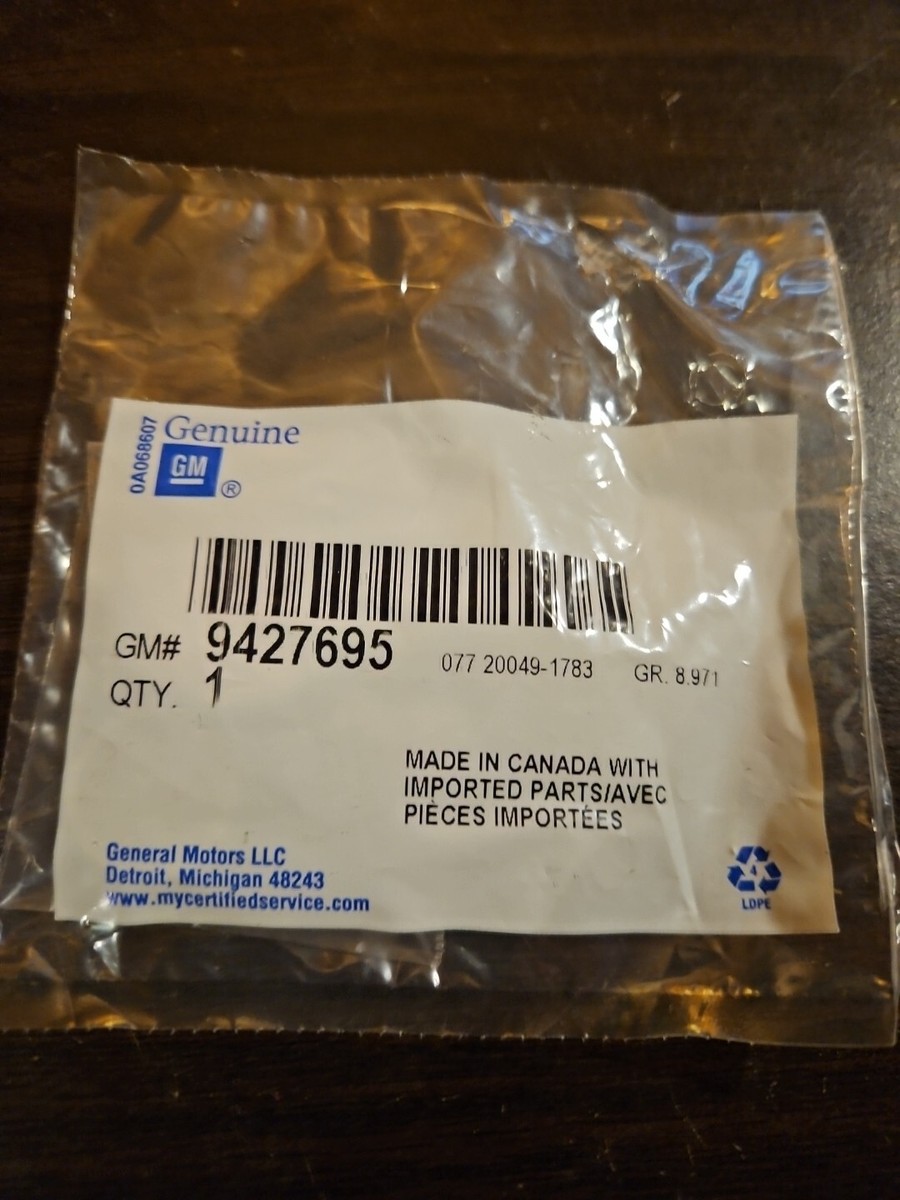 0A068607
Genuine
GM
®
GM# 9427695
077 20049-1783
GR. 8.971
QTY. 1
MADE IN CANADA WITH
IMPORTED PARTS/AVEC
PIÈCES IMPORTÉES
General Motors LLC
Detroit, Michigan 48243
www.mycertifiedservice.com
4
LDPE